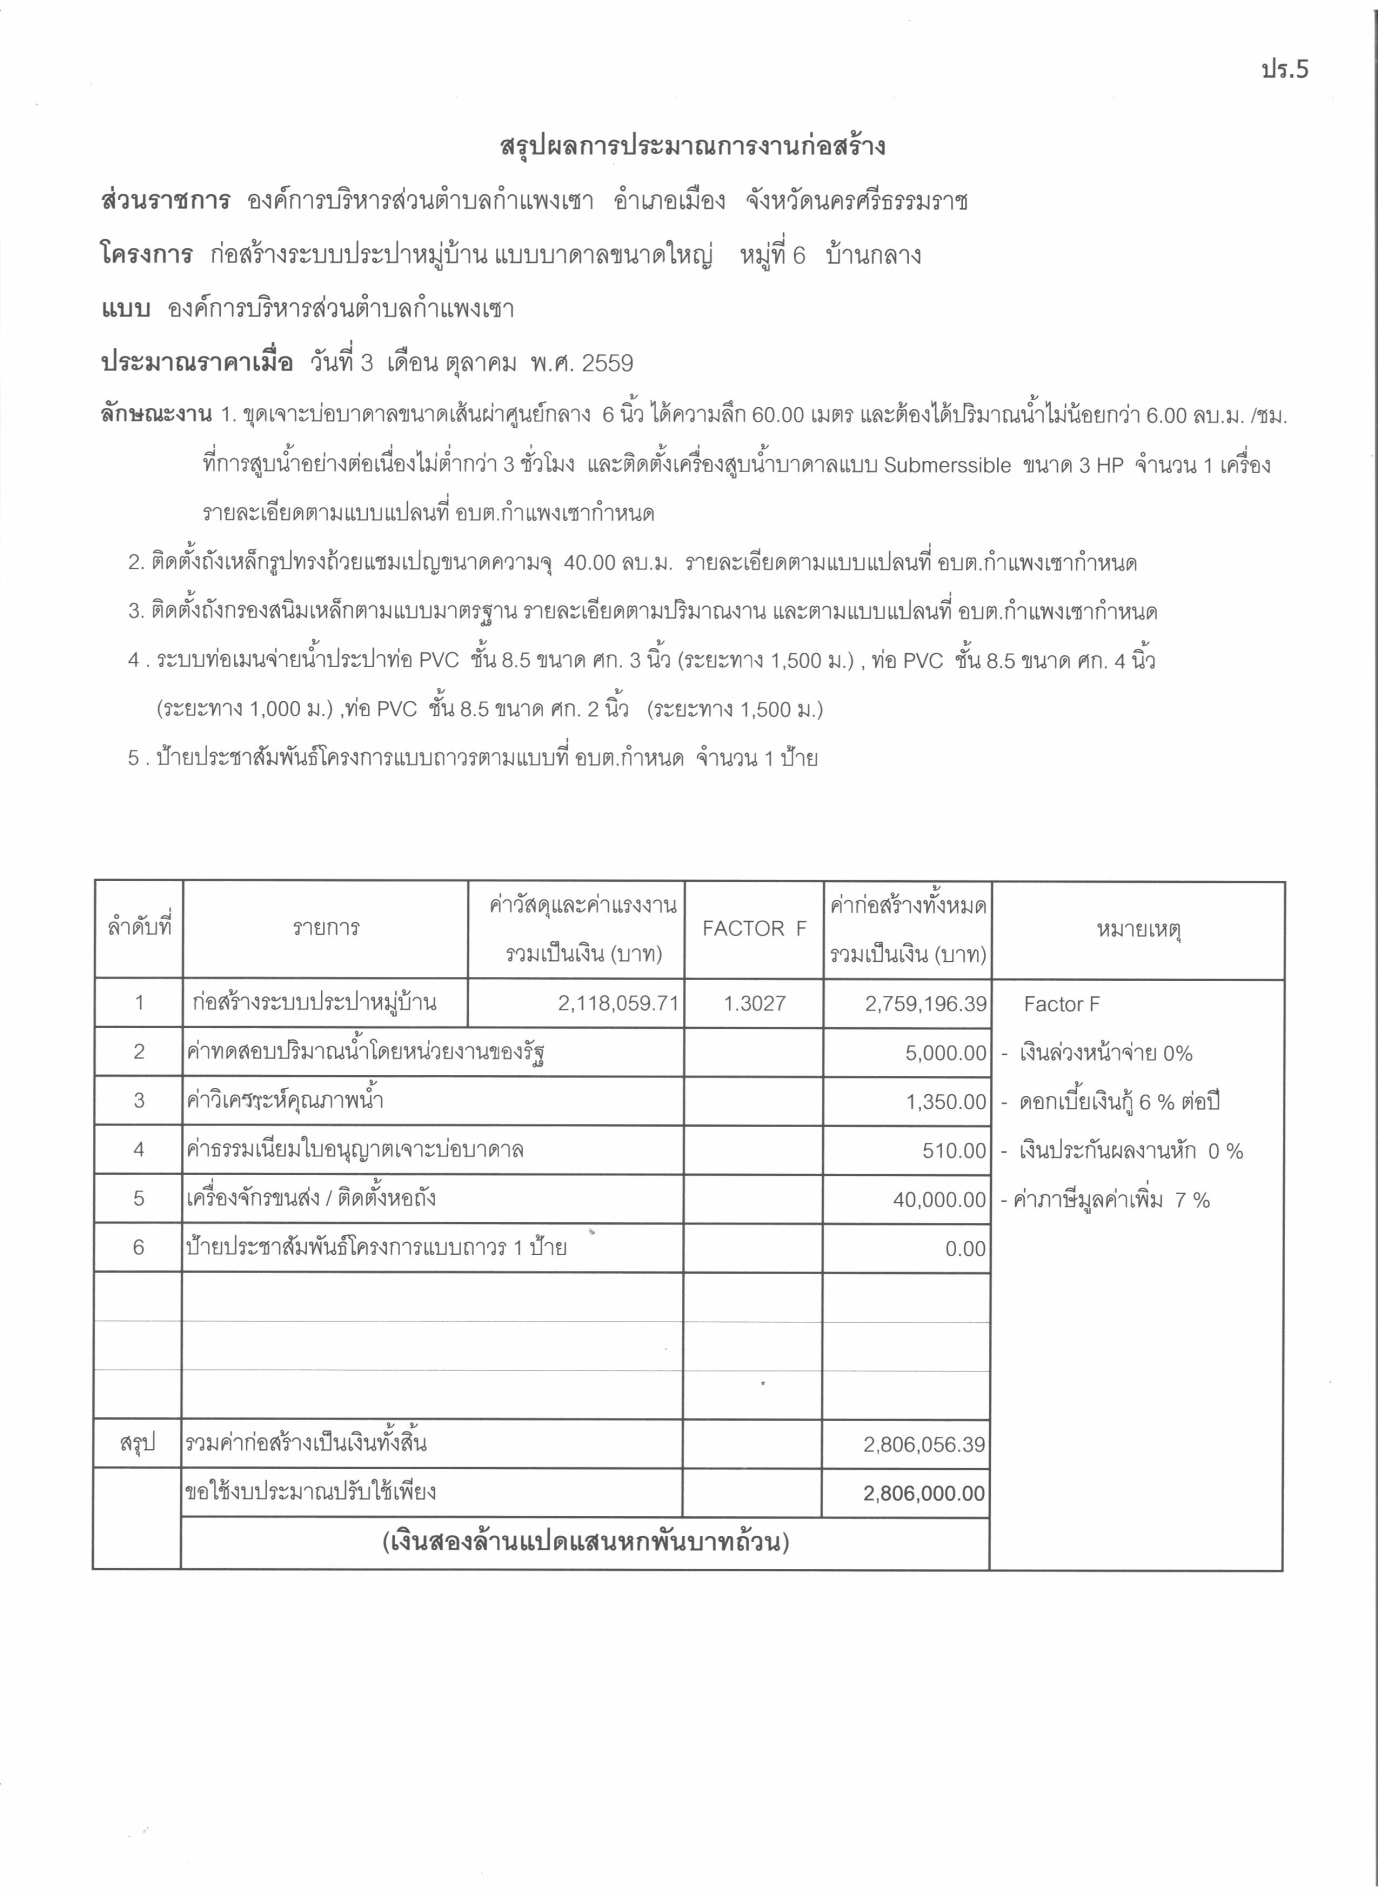 ปร.5
สรุปผลการประมาณการงานก่อสร้าง
ส่วนราชการ องค์การบริหารส่วนตำบลกำแพงเซา อำเภอเมือง จังหวัดนครศรีธรรมราช
โครงการ ก่อสร้างระบบประปาหมู่บ้าน แบบบาดาลขนาดใหญ่ หมู่ที่ 6 บ้านกลาง
แบบ องค์การบริหารส่วนตำบลกำแพงเซา
ประมาณราคาเมื่อ วันที่ 3 เดือน ตุลาคม พ.ศ. 2559
ลักษณะงาน 1. ขุดเจาะบ่อบาดาลขนาดเส้นผ่าศูนย์กลาง 6 นิ้ว ได้ความลึก 60.00 เมตร และต้องได้ปริมาณน้ำไม่น้อยกว่า 6.00 ลบ.ม. /ชม.
ที่การสูบน้ำอย่างต่อเนื่องไม่ต่ำกว่า 3 ชั่วโมง และติดตั้งเครื่องสูบน้ำบาดาลแบบ Submerssible ขนาด 3 HP จำนวน 1 เครื่อง
รายละเอียดตามแบบแปลนที่ อบต.กำแพงเซากำหนด
2. ติดตั้งถังเหล็กรูปทรงถ้วยแชมเปญขนาดความจุ 40.00 ลบ.ม. รายละเอียดตามแบบแปลนที่ อบต.กำแพงเซากำหนด
3. ติดตั้งถังกรองสนิมเหล็กตามแบบมาตรฐาน รายละเอียดตามปริมาณงาน และตามแบบแปลนที่ อบต.กำแพงเซากำหนด
4 . ระบบท่อเมนจ่ายน้ำประปาท่อ PVC ชั้น 8.5 ขนาด ศก. 3 นิ้ว (ระยะทาง 1,500 ม.) , ท่อ PVC ชั้น 8.5 ขนาด ศก. 4 นิ้ว
(ระยะทาง 1,000 ม.) ,ท่อ PVC ชั้น 8.5 ขนาด ศก. 2 นิ้ว (ระยะทาง 1,500 ม.)
5 . ป้ายประชาสัมพันธ์โครงการแบบถาวรตามแบบที่ อบต.กำหนด จำนวน 1 ป้าย
ลำดับที่ รายการ ค่าวัสดุและค่าแรงงาน รวมเป็นเงิน (บาท) FACTOR F ค่าก่อสร้างทั้งหมด รวมเป็นเงิน (บาท) หมายเหตุ
1 ก่อสร้างระบบประปาหมู่บ้าน 2,118,059.71 1.3027 2,759,196.39 Factor F
2 ค่าทดสอบปริมาณน้ำโดยหน่วยงานของรัฐ 5,000.00 - เงินล่วงหน้าจ่าย 0%
3 ค่าวิเคราะห์คุณภาพน้ำ 1,350.00 - ดอกเบี้ยเงินกู้ 6 % ต่อปี
4 ค่าธรรมเนียมใบอนุญาตเจาะบ่อบาดาล 510.00 - เงินประกันผลงานหัก 0 %
5 เครื่องจักรขนส่ง / ติดตั้งหอถัง 40,000.00 - ค่าภาษีมูลค่าเพิ่ม 7 %
6 ป้ายประชาสัมพันธ์โครงการแบบถาวร 1 ป้าย 0.00
สรุป รวมค่าก่อสร้างเป็นเงินทั้งสิ้น 2,806,056.39
ขอใช้งบประมาณปรับใช้เพียง 2,806,000.00
(เงินสองล้านแปดแสนหกพันบาทถ้วน)